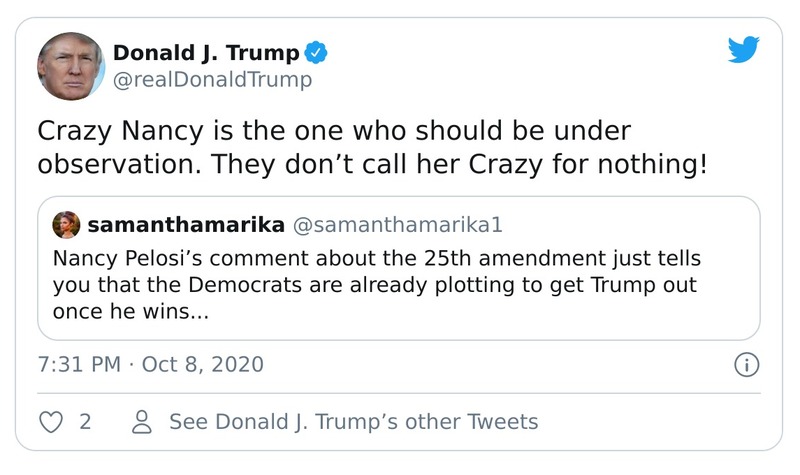 Donald J. Trump
@realDonaldTrump
Crazy Nancy is the one who should be under
observation. They don’t call her Crazy for nothing!
samanthamarika @samanthamarika1
Nancy Pelosi’s comment about the 25th amendment just tells
you that the Democrats are already plotting to get Trump out
once he wins...
7:31 PM · Oct 8, 2020
2
See Donald J. Trump’s other Tweets